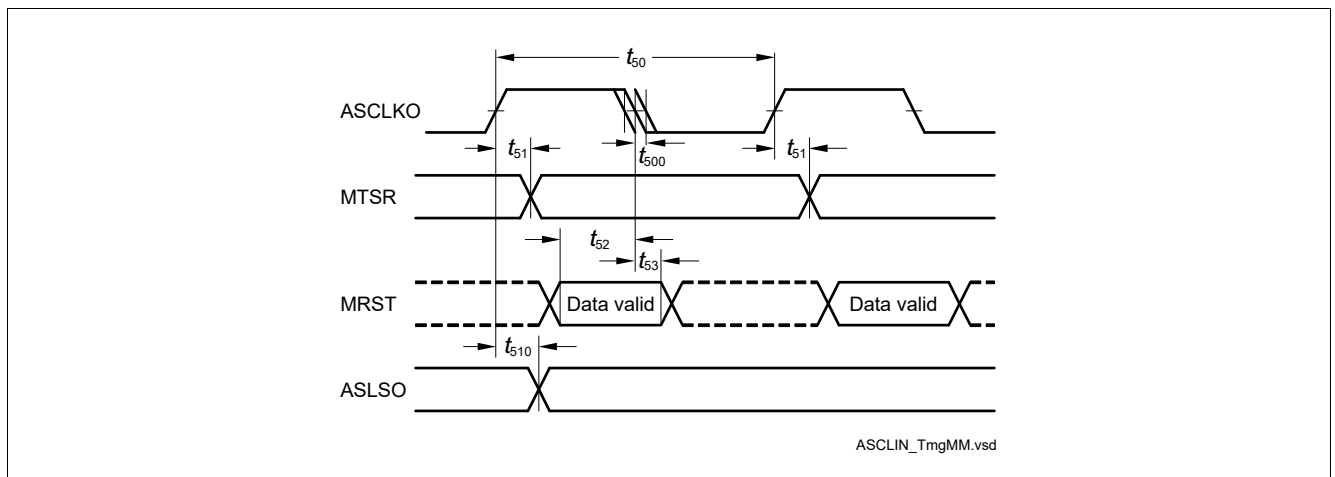 t50
ASCLKO
t51
t500
t51
MTSR
t52
t53
MRST
Data valid
Data valid
t510
ASLSO
ASCLIN_TmgMM.vsd